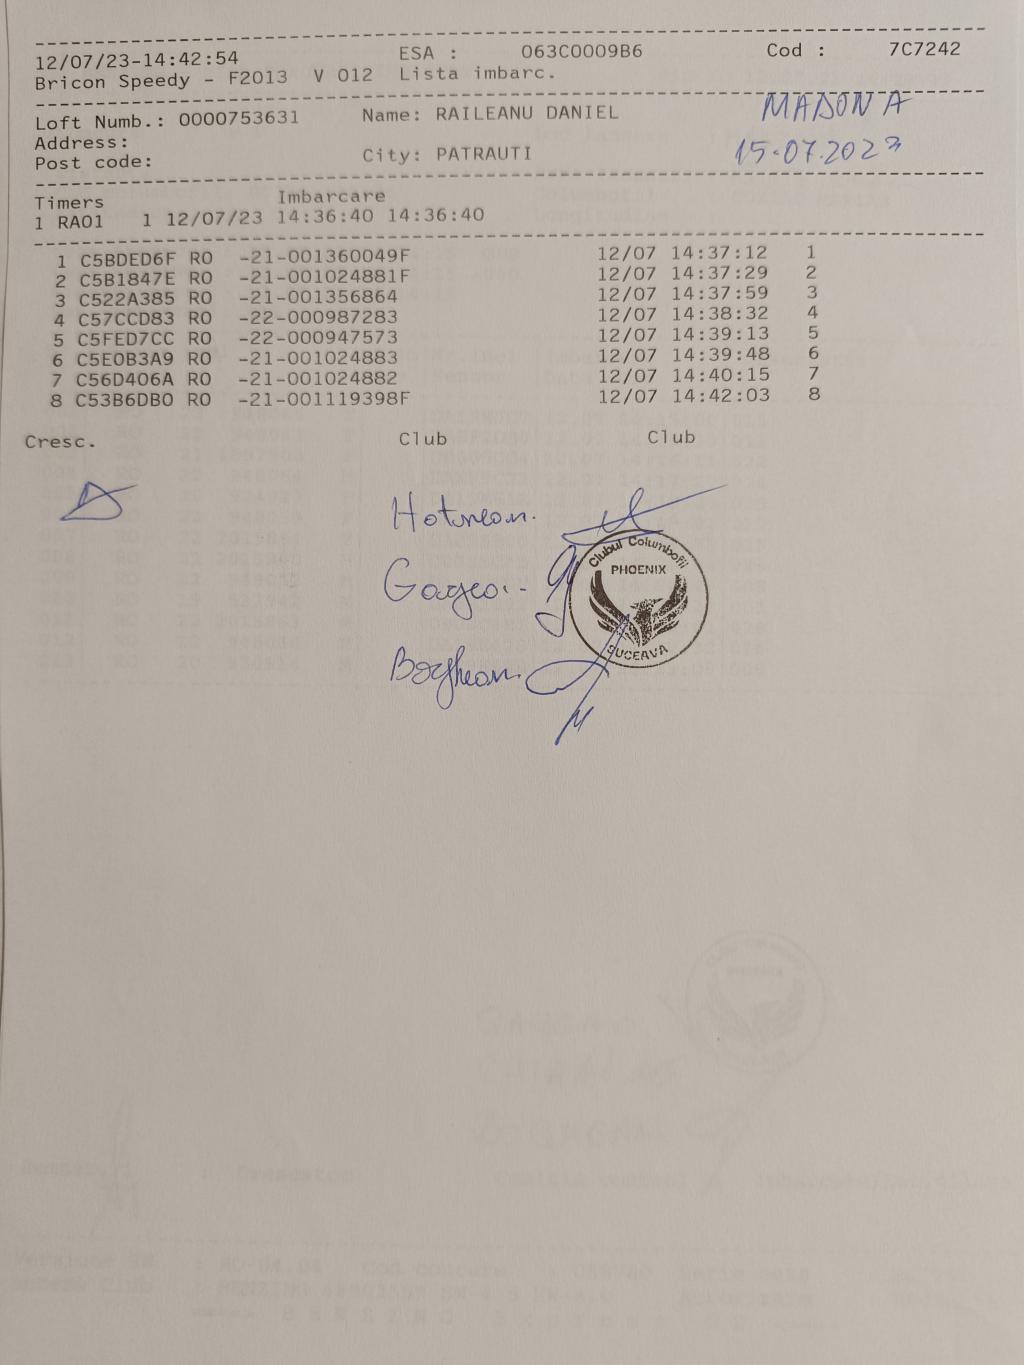 12/07/23-14:42:54 ESA : 063C0009B6 Cod : 7C7242
Bricon Speedy - F2013 V 012 Lista imbarc.
Loft Numb.: 0000753631 Name: RAILEANU DANIEL MADONA
Address:
Post code: City: PATRAUTI 15.07.2023
Timers Imbarcare
1 RA01 1 12/07/23 14:36:40 14:36:40
1 C5BDED6F RO -21-001360049F 12/07 14:37:12 1
2 C5B1847E RO -21-001024881F 12/07 14:37:29 2
3 C522A385 RO -21-001356864 12/07 14:37:59 3
4 C57CCD83 RO -22-000987283 12/07 14:38:32 4
5 C5FED7CC RO -22-000947573 12/07 14:39:13 5
6 C5E0B3A9 RO -21-001024883 12/07 14:39:48 6
7 C56D406A RO -21-001024882 12/07 14:40:15 7
8 C53B6DB0 RO -21-001119398F 12/07 14:42:03 8
Cresc. Club Club
Clubul Columbofil
PHOENIX
SUCEAVA